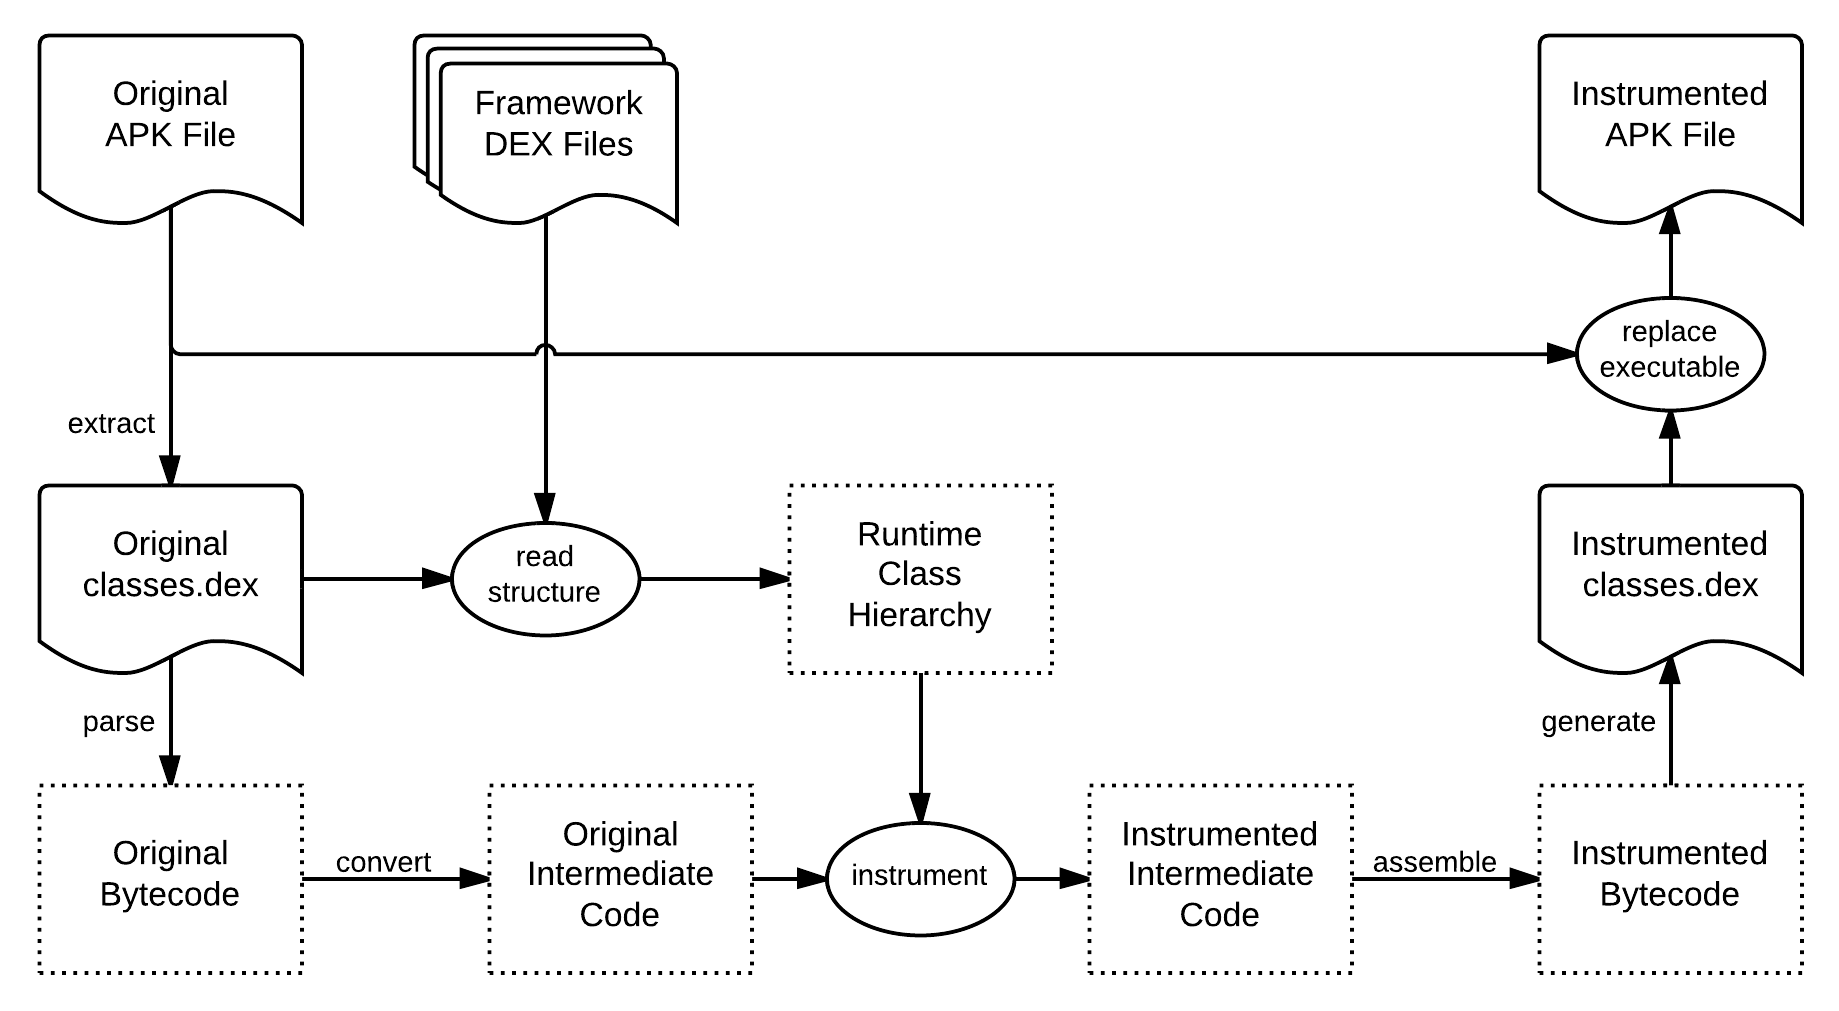 Original
APK File
Framework
DEX Files
Instrumented
APK File
replace
executable
extract
Original
classes.dex
read
structure
Runtime
Class
Hierarchy
Instrumented
classes.dex
parse
generate
Original
Bytecode
convert
Original
Intermediate
Code
instrument
Instrumented
Intermediate
Code
assemble
Instrumented
Bytecode